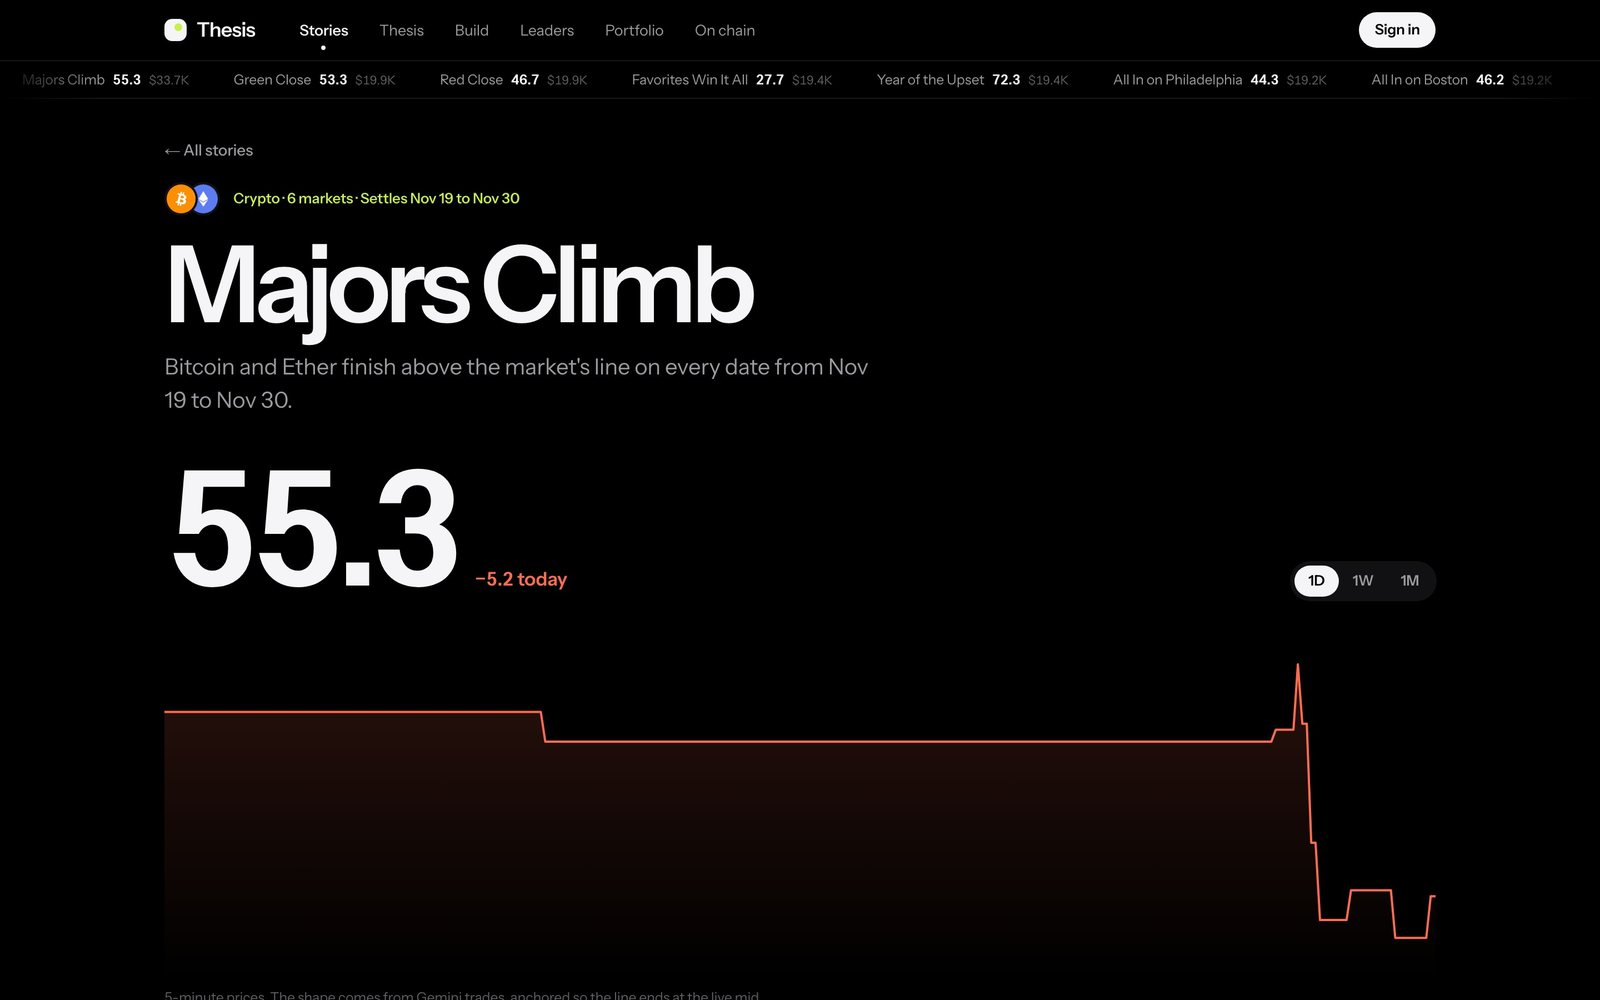 Thesis
Stories
Thesis
Build
Leaders
Portfolio
On chain
Sign in
Majors Climb 55.3 $33.7K
Green Close 53.3 $19.9K
Red Close 46.7 $19.9K
Favorites Win It All 27.7 $19.4K
Year of the Upset 72.3 $19.4K
All In on Philadelphia 44.3 $19.2K
All In on Boston 46.2 $19.2K
← All stories
Crypto · 6 markets · Settles Nov 19 to Nov 30
Majors Climb
Bitcoin and Ether finish above the market's line on every date from Nov
19 to Nov 30.
55.3
−5.2 today
1D
1W
1M
5-minute prices. The shape comes from Gemini trades, anchored so the line ends at the live mid.